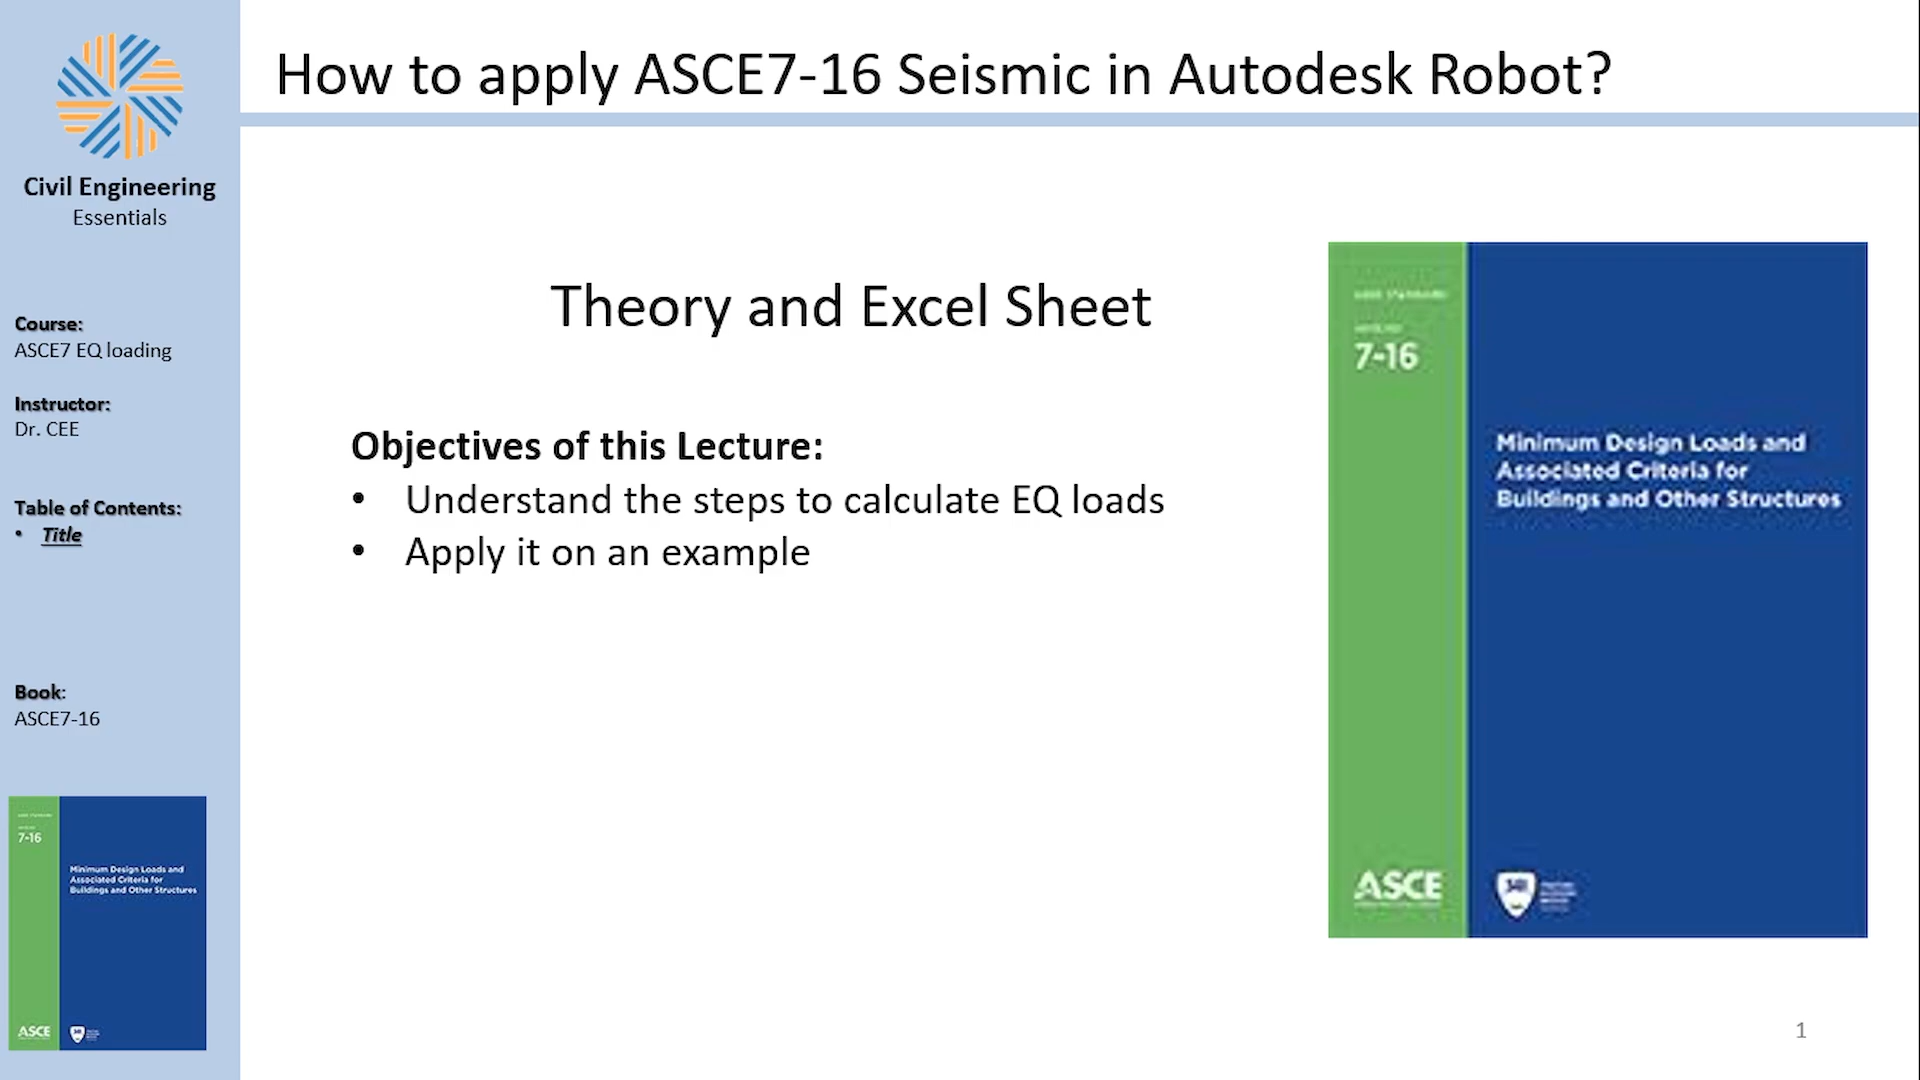 How to apply ASCE7-16 Seismic in Autodesk Robot?
Civil Engineering
Essentials
Course:
ASCE7 EQ loading
Instructor:
Dr. CEE
Table of Contents:
• Title
Book:
ASCE7-16
7-16
Minimum Design Loads and
Associated Criteria for
Buildings and Other Structures
ASCE
Theory and Excel Sheet
Objectives of this Lecture:
• Understand the steps to calculate EQ loads
• Apply it on an example
7-16
Minimum Design Loads and
Associated Criteria for
Buildings and Other Structures
ASCE
1